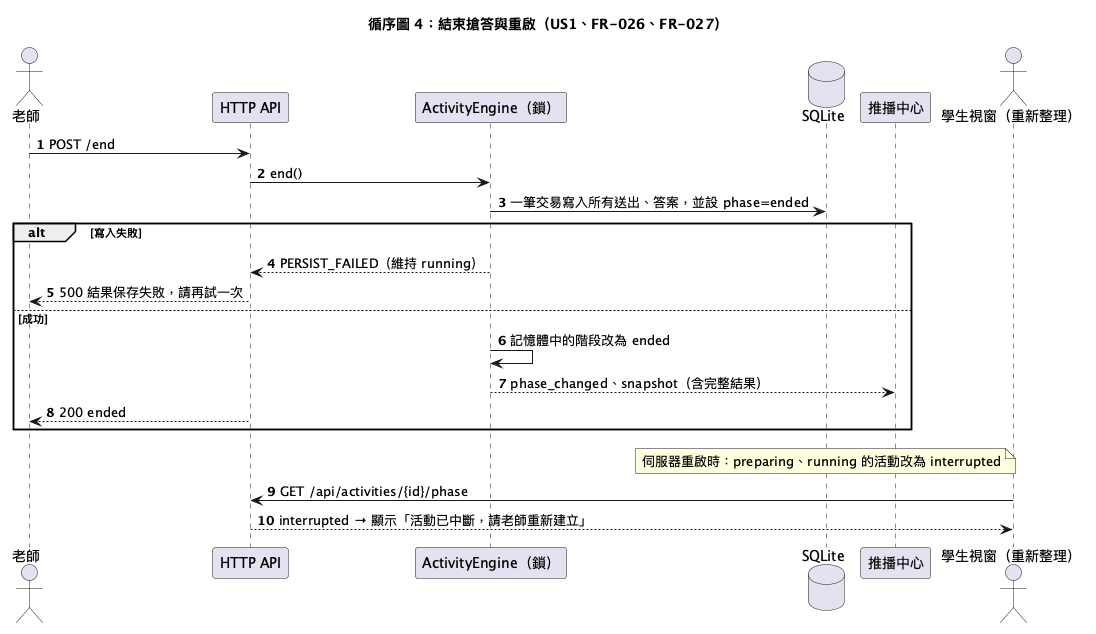 循序圖 4：結束搶答與重啟（US1、FR-026、FR-027）
老師
HTTP API
ActivityEngine（鎖）
SQLite
推播中心
學生視窗（重新整理）
1 POST /end
2 end()
3 一筆交易寫入所有送出、答案，並設 phase=ended
alt [寫入失敗]
4 PERSIST_FAILED（維持 running）
5 500 結果保存失敗，請再試一次
[成功]
6 記憶體中的階段改為 ended
7 phase_changed、snapshot（含完整結果）
8 200 ended
伺服器重啟時：preparing、running 的活動改為 interrupted
9 GET /api/activities/{id}/phase
10 interrupted → 顯示「活動已中斷，請老師重新建立」
老師
HTTP API
ActivityEngine（鎖）
SQLite
推播中心
學生視窗（重新整理）